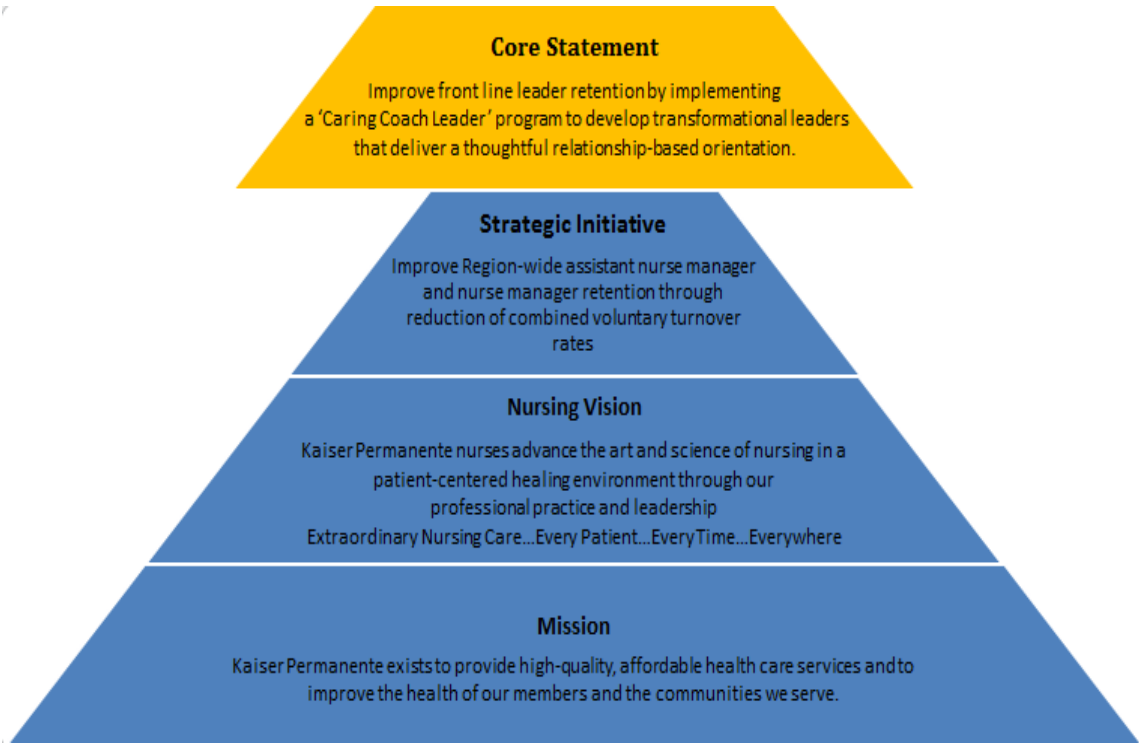 Core Statement
Improve front line leader retention by implementing
a ‘Caring Coach Leader’ program to develop transformational leaders
that deliver a thoughtful relationship-based orientation.
Strategic Initiative
Improve Region-wide assistant nurse manager
and nurse manager retention through
reduction of combined voluntary turnover
rates
Nursing Vision
Kaiser Permanente nurses advance the art and science of nursing in a
patient-centered healing environment through our
professional practice and leadership
Extraordinary Nursing Care...Every Patient...Every Time...Everywhere
Mission
Kaiser Permanente exists to provide high-quality, affordable health care services and to
improve the health of our members and the communities we serve.